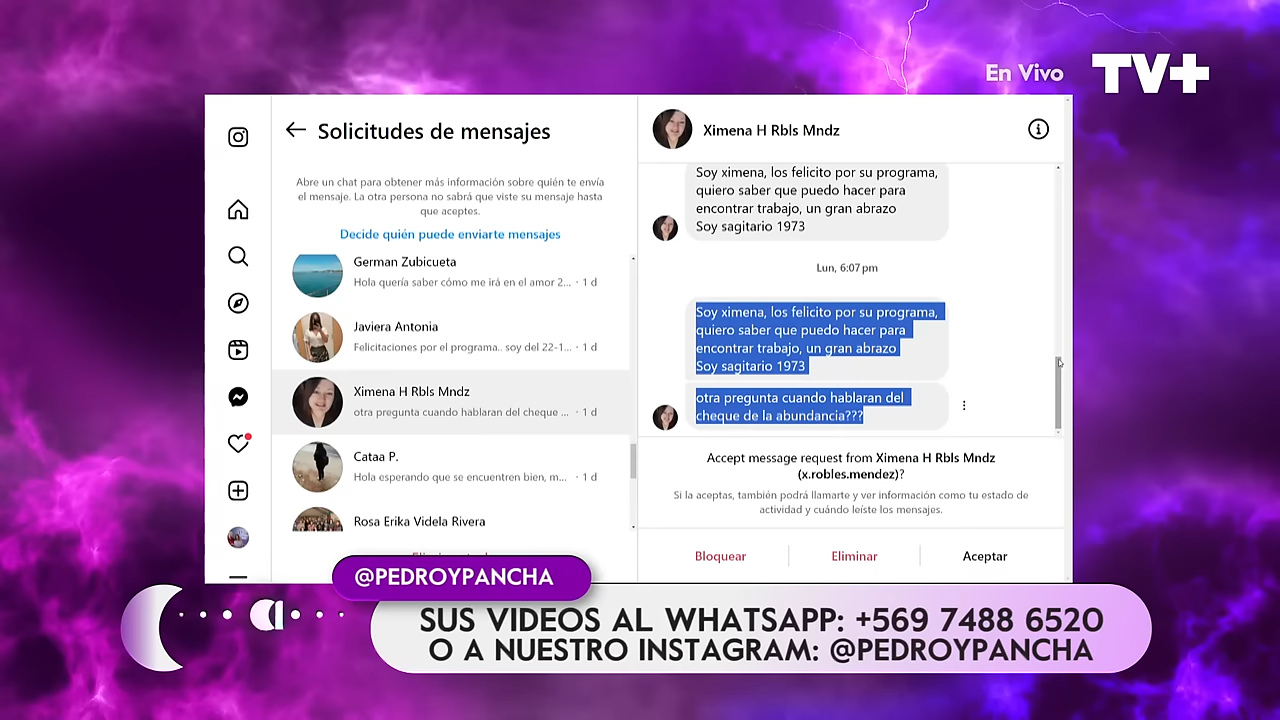 En Vivo
TV+
Solicitudes de mensajes
Abre un chat para obtener más información sobre quién te envía
el mensaje. La otra persona no sabrá que viste su mensaje hasta
que aceptes.
Decide quién puede enviarte mensajes
German Zubicueta
Hola quería saber cómo me irá en el amor 2... · 1 d
Javiera Antonia
Felicitaciones por el programa.. soy del 22-1... · 1 d
Ximena H Rbls Mndz
otra pregunta cuando hablaran del cheque ... · 1 d
Cataa P.
Hola esperando que se encuentren bien, m... · 1 d
Rosa Erika Videla Rivera
Ximena H Rbls Mndz
Soy ximena, los felicito por su programa,
quiero saber que puedo hacer para
encontrar trabajo, un gran abrazo
Soy sagitario 1973
Lun, 6:07 pm
Soy ximena, los felicito por su programa,
quiero saber que puedo hacer para
encontrar trabajo, un gran abrazo
Soy sagitario 1973
otra pregunta cuando hablaran del
cheque de la abundancia???
Accept message request from Ximena H Rbls Mndz
(x.robles.mendez)?
Si la aceptas, también podrá llamarte y ver información como tu estado de
actividad y cuándo leíste los mensajes.
Bloquear
Eliminar
Aceptar
@PEDROYPANCHA
SUS VIDEOS AL WHATSAPP: +569 7488 6520
O A NUESTRO INSTAGRAM: @PEDROYPANCHA